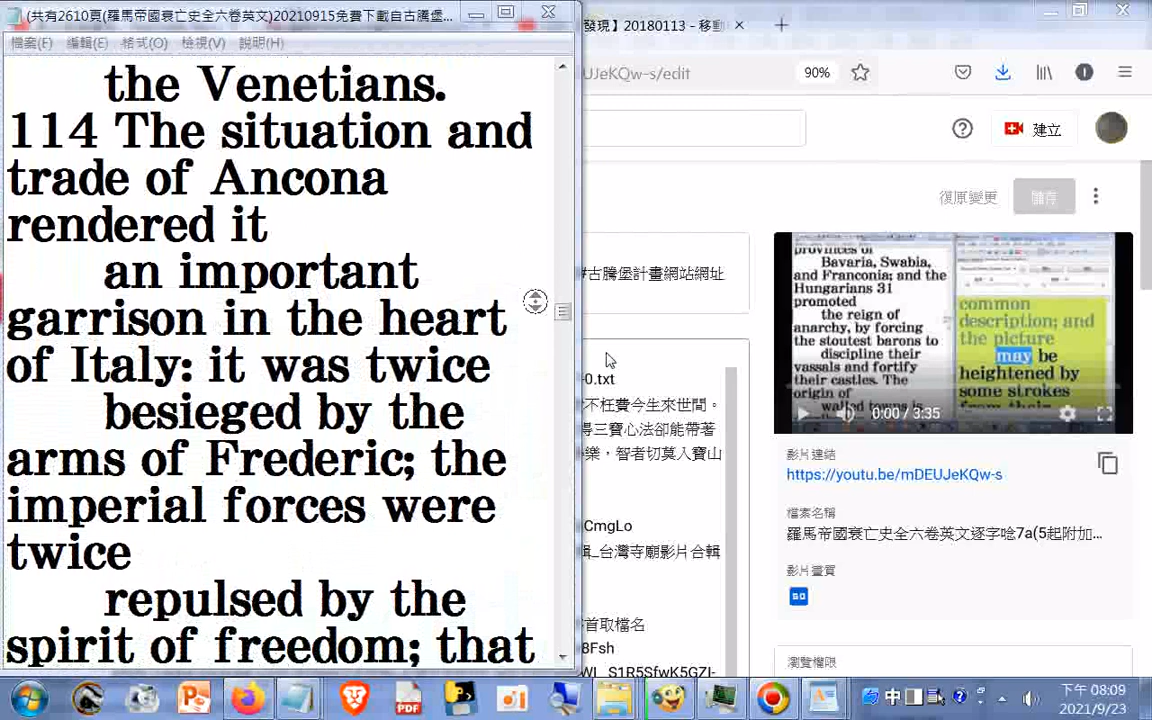 (共有2610頁(羅馬帝國衰亡史全六卷英文)20210915免費下載自古騰堡...
檔案(F) 編輯(E) 格式(O) 檢視(V) 說明(H)
the Venetians.
114 The situation and
trade of Ancona
rendered it
an important
garrison in the heart
of Italy: it was twice
besieged by the
arms of Frederic; the
imperial forces were
twice
repulsed by the
spirit of freedom; that
發現】20180113 - 移動
JJeKQw-s/edit
90%
建立
復原變更
儲存
#古騰堡計畫網站網址
-0.txt
不枉費今生來世間。
得三寶心法卻能帶著
樂,智者切莫入寶山
CmgLo
_台灣寺廟影片合輯
首取檔名
8Fsh
WI_S1R5SfwK5GZI-
provinces of
Bavaria, Swabia,
and Franconia; and the
Hungarians 31
promoted
the reign of
anarchy, by forcing
the stoutest barons to
discipline their
vassals and fortify
their castles. The
origin of
walled towns is
common
description; and
the picture
may be
heightened by
some strokes
from their
0:00 / 3:35
影片連結
https://youtu.be/mDEUJeKQw-s
檔案名稱
羅馬帝國衰亡史全六卷英文逐字唸7a(5起附加...
影片畫質
SD
瀏覽權限
中
下午 08:09
2021/9/23